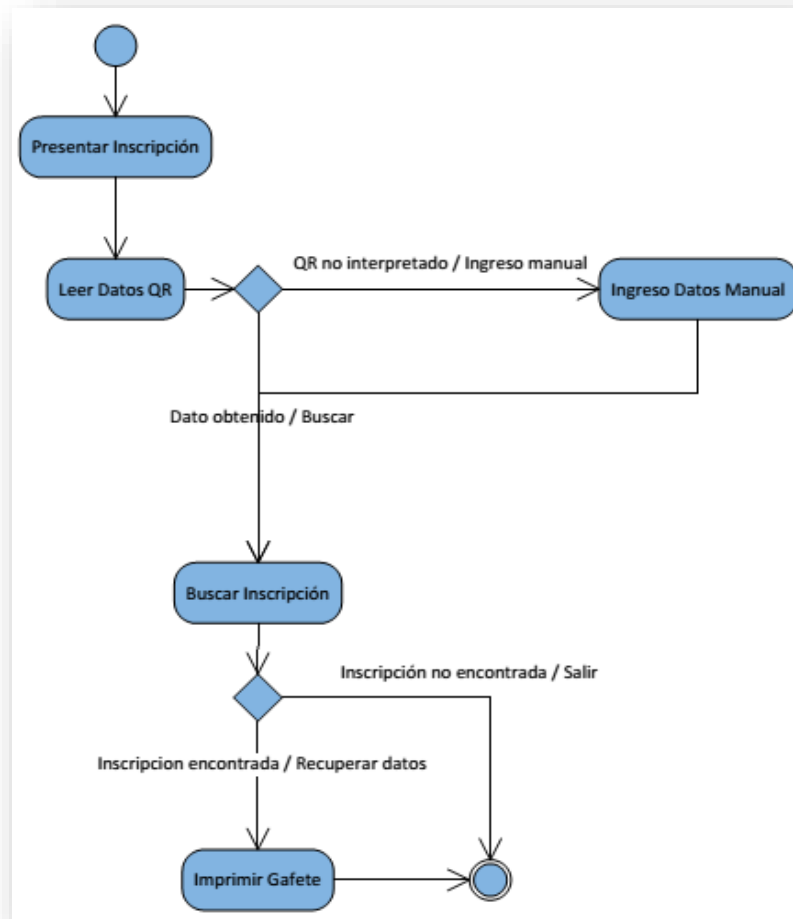 Presentar Inscripción
QR no interpretado / Ingreso manual
Leer Datos QR
Ingreso Datos Manual
Dato obtenido / Buscar
Buscar Inscripción
Inscripción no encontrada / Salir
Inscripcion encontrada / Recuperar datos
Imprimir Gafete